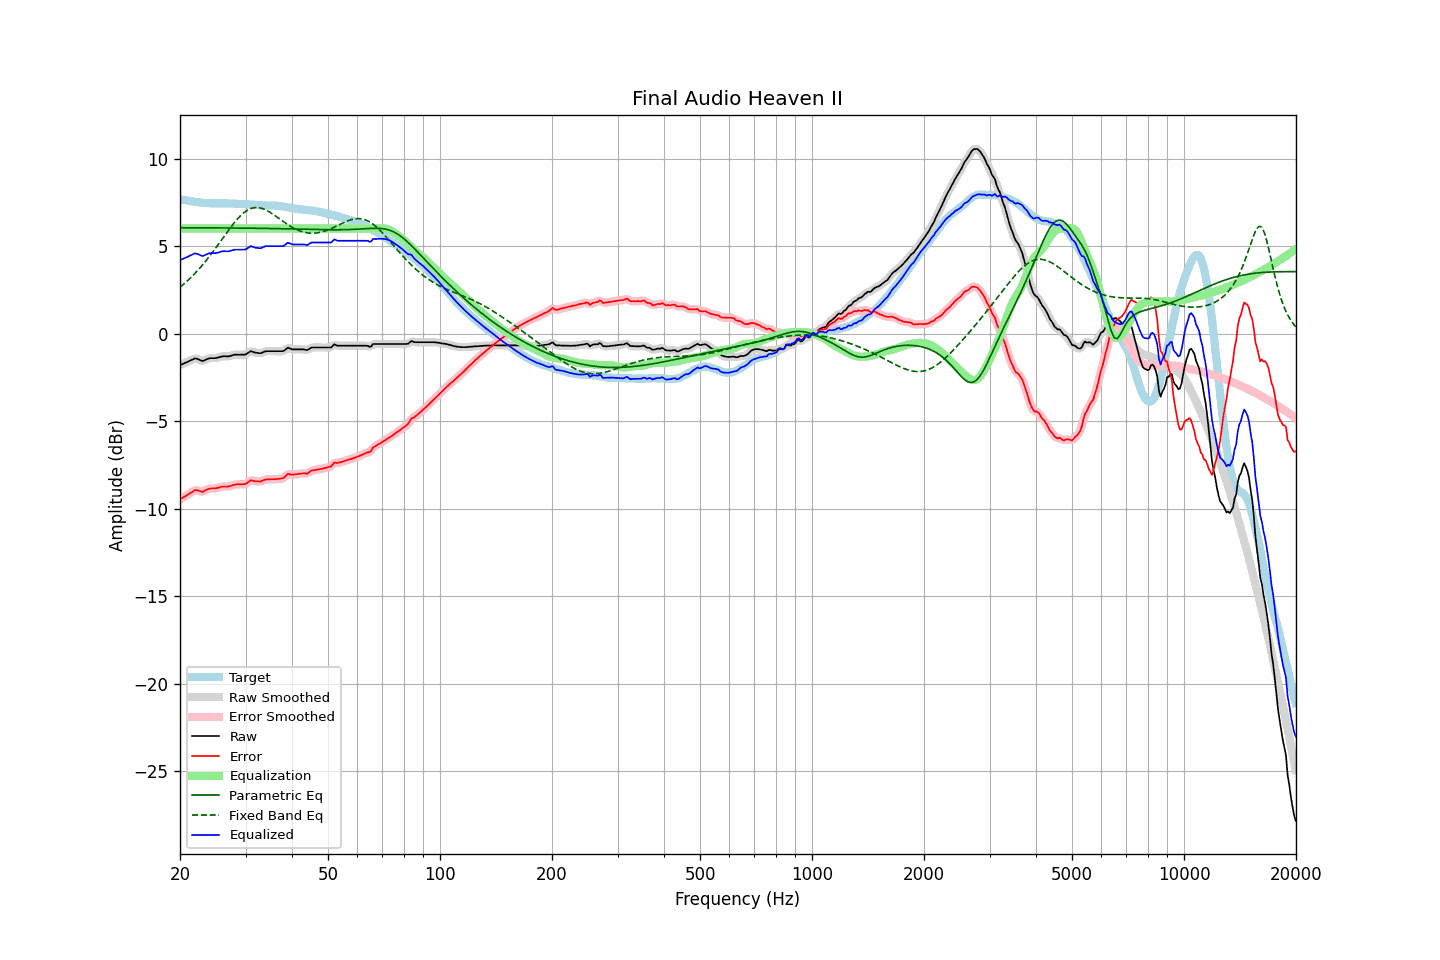 Final Audio Heaven II
Amplitude (dBr)
10
5
0
−5
−10
−15
−20
−25
Target
Raw Smoothed
Error Smoothed
Raw
Error
Equalization
Parametric Eq
Fixed Band Eq
Equalized
20 50 100 200 500 1000 2000 5000 10000 20000
Frequency (Hz)